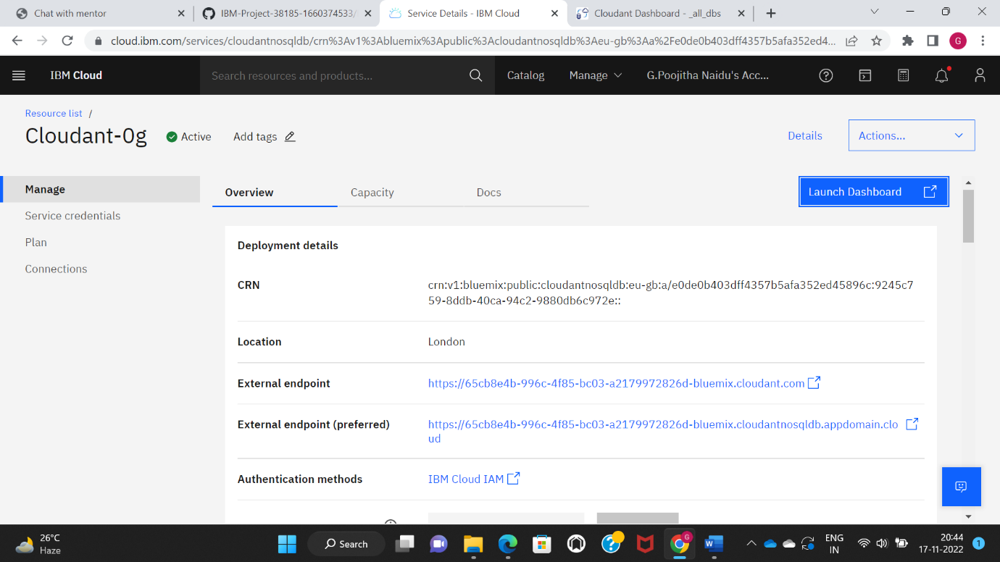 Chat with mentor
IBM-Project-38185-1660374533/
Service Details - IBM Cloud
Cloudant Dashboard - _all_dbs
cloud.ibm.com/services/cloudantnosqldb/crn%3Av1%3Abluemix%3Apublic%3Acloudantnosqldb%3Aeu-gb%3Aa%2Fe0de0b403dff4357b5afa352ed4...
G
IBM Cloud
Search resources and products...
Catalog
Manage
G.Poojitha Naidu's Acc...
Resource list /
Cloudant-0g
Active
Add tags
Details
Actions...
Manage
Service credentials
Plan
Connections
Overview
Capacity
Docs
Launch Dashboard
Deployment details
CRN
crn:v1:bluemix:public:cloudantnosqldb:eu-gb:a/e0de0b403dff4357b5afa352ed45896c:9245c7
59-8ddb-40ca-94c2-9880db6c972e::
Location
London
External endpoint
https://65cb8e4b-996c-4f85-bc03-a2179972826d-bluemix.cloudant.com
External endpoint (preferred)
https://65cb8e4b-996c-4f85-bc03-a2179972826d-bluemix.cloudantnosqldb.appdomain.clo
ud
Authentication methods
IBM Cloud IAM
26°C
Haze
Search
G
W
ENG
IN
20:44
17-11-2022
1